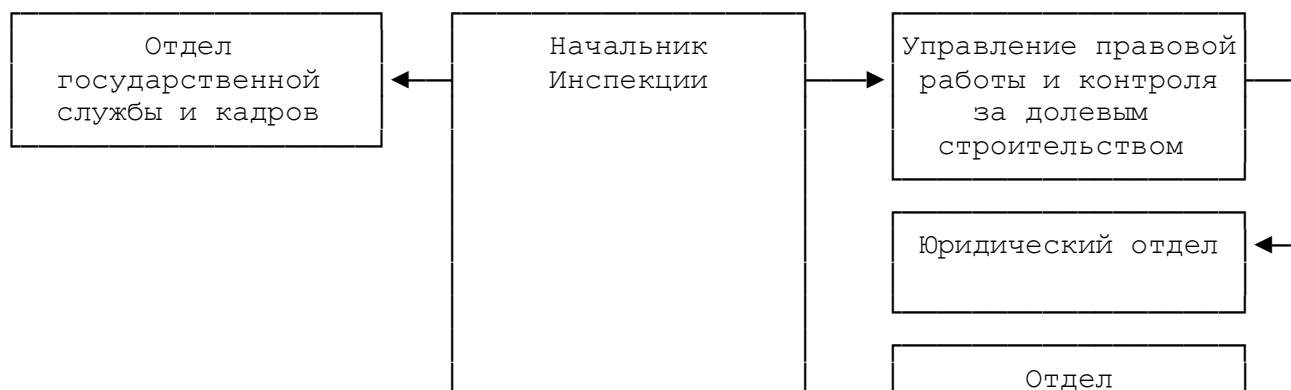 Отдел
государственной
службы и кадров
Начальник
Инспекции
Управление правовой
работы и контроля
за долевым
строительством
Юридический отдел
Отдел